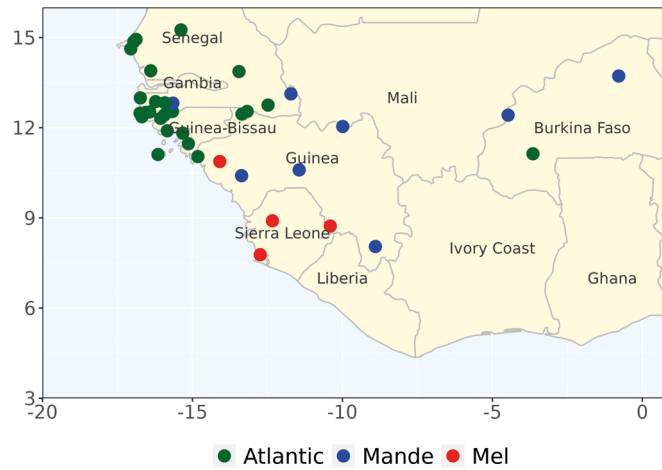 15
Senegal
Gambia
Mali
12
Guinea-Bissau
Burkina Faso
Guinea
9
Sierra Leone
Ivory Coast
Liberia
Ghana
6
3
-20
-15
-10
-5
0
Atlantic
Mande
Mel